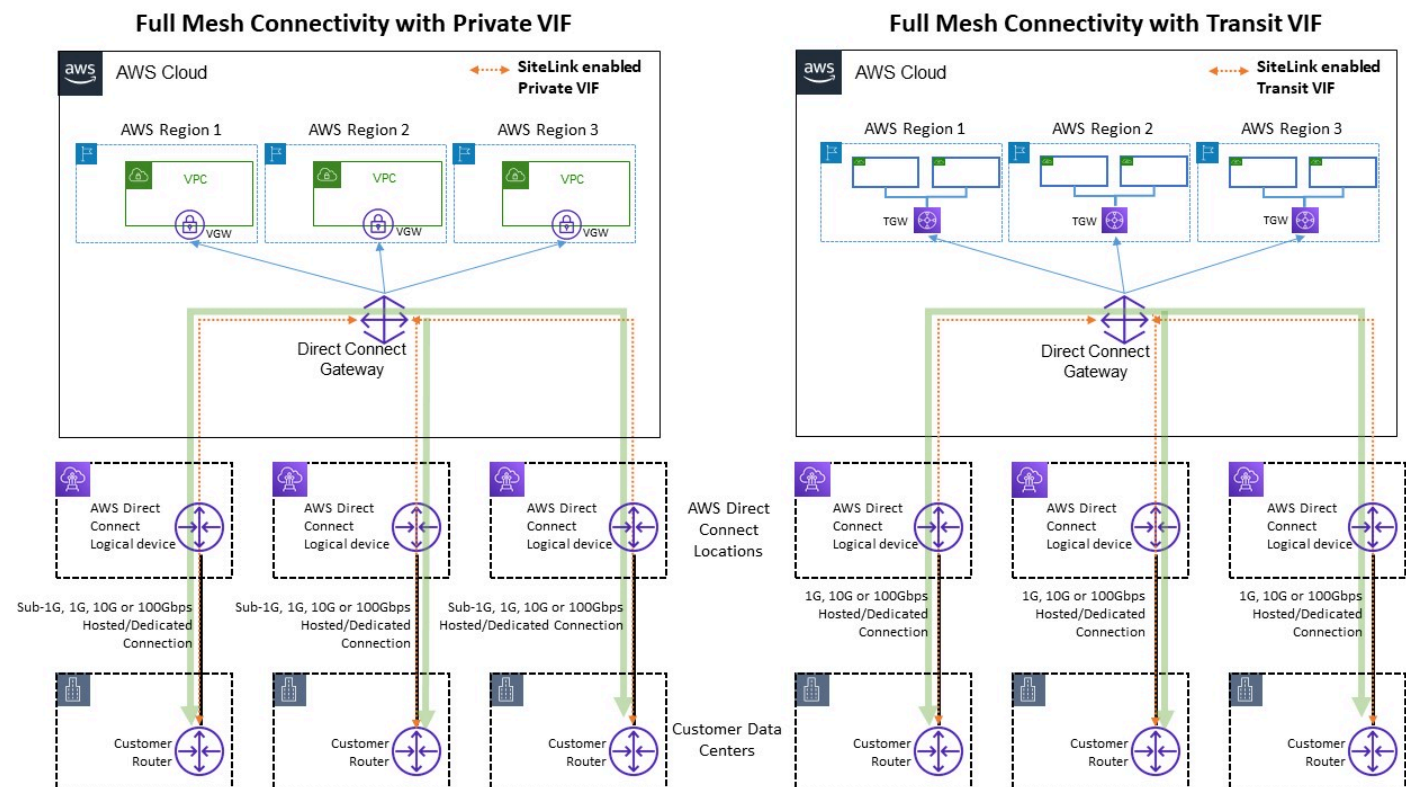 Full Mesh Connectivity with Private VIF
aws
AWS Cloud
SiteLink enabled
Private VIF
AWS Region 1
AWS Region 2
AWS Region 3
VPC
VPC
VPC
VGW
VGW
VGW
Direct Connect
Gateway
AWS Direct
Connect
Logical device
AWS Direct
Connect
Logical device
AWS Direct
Connect
Logical device
Sub-1G, 1G, 10G or 100Gbps
Hosted/Dedicated
Connection
Sub-1G, 1G, 10G or 100Gbps
Hosted/Dedicated
Connection
Sub-1G, 1G, 10G or 100Gbps
Hosted/Dedicated Connection
Customer
Router
Customer
Router
Customer
Router
AWS Direct
Connect
Locations
Customer Data
Centers
Full Mesh Connectivity with Transit VIF
aws
AWS Cloud
SiteLink enabled
Transit VIF
AWS Region 1
AWS Region 2
AWS Region 3
TGW
TGW
TGW
Direct Connect
Gateway
AWS Direct
Connect
Logical device
AWS Direct
Connect
Logical device
AWS Direct
Connect
Logical device
1G, 10G or 100Gbps
Hosted/Dedicated
Connection
1G, 10G or 100Gbps
Hosted/Dedicated
Connection
1G, 10G or 100Gbps
Hosted/Dedicated
Connection
Customer
Router
Customer
Router
Customer
Router